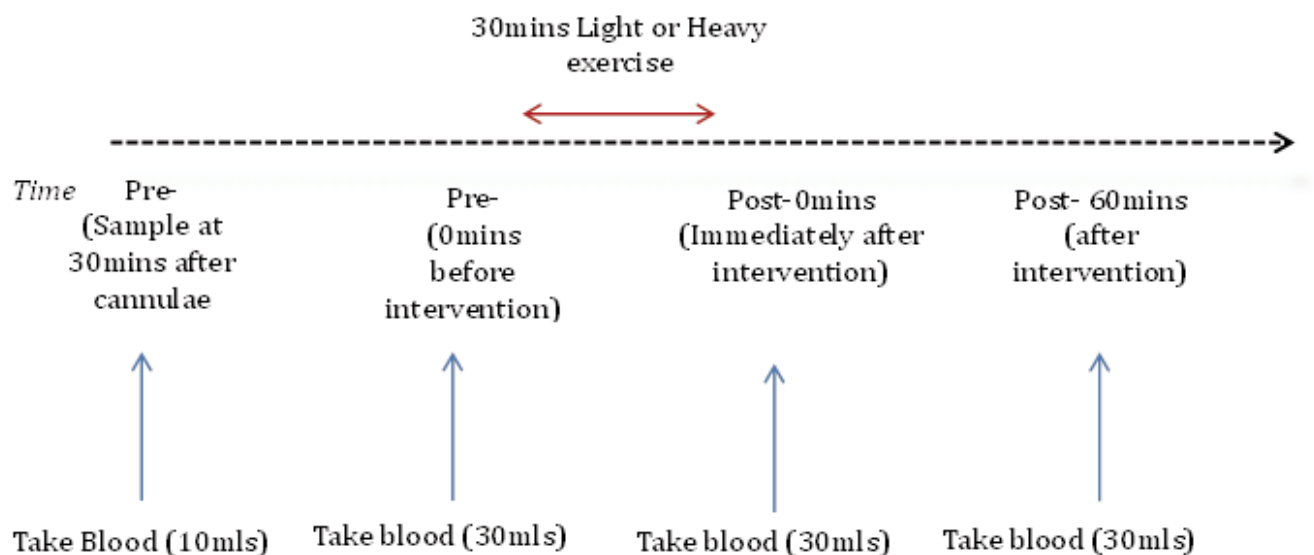 30mins Light or Heavy
exercise
Time
Pre-
(Sample at
30mins after
cannulae
Pre-
(0mins
before
intervention)
Post-0mins
(Immediately after
intervention)
Post- 60mins
(after
intervention)
Take Blood (10mls)
Take blood (30mls)
Take blood (30mls)
Take blood (30mls)